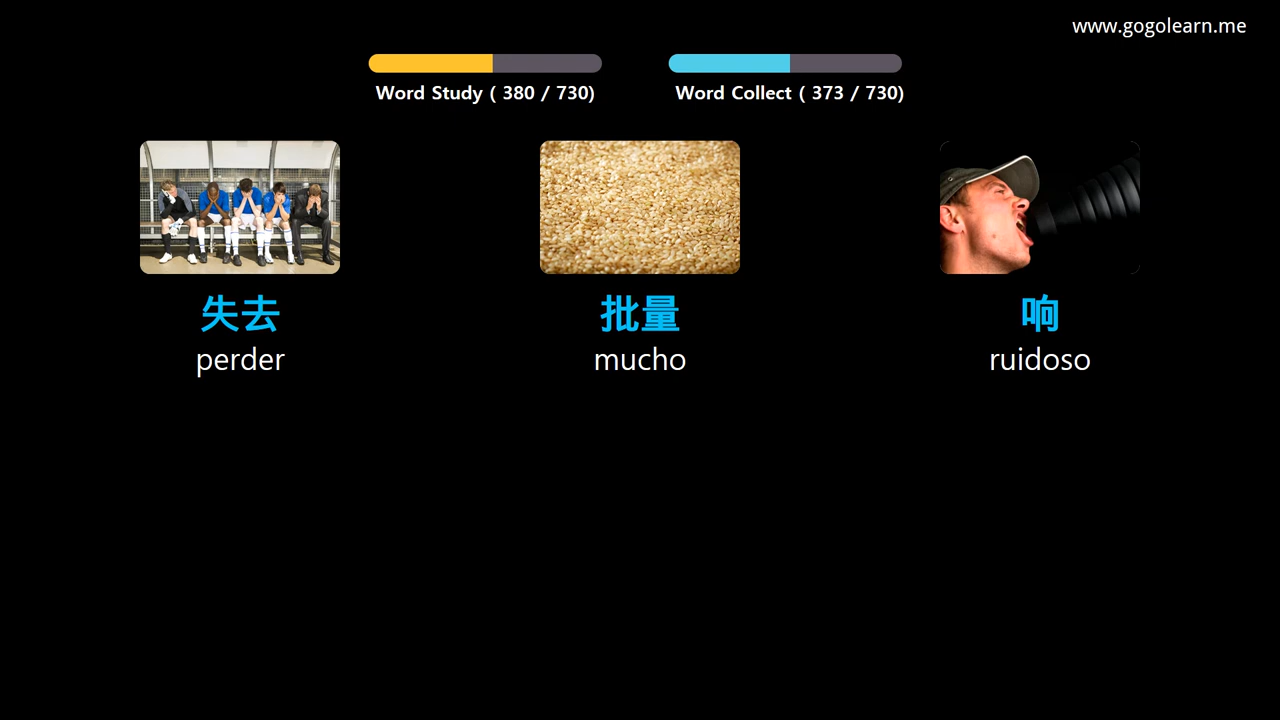 www.gogolearn.me
Word Study ( 380 / 730)
Word Collect ( 373 / 730)
失去
perder
批量
mucho
响
ruidoso